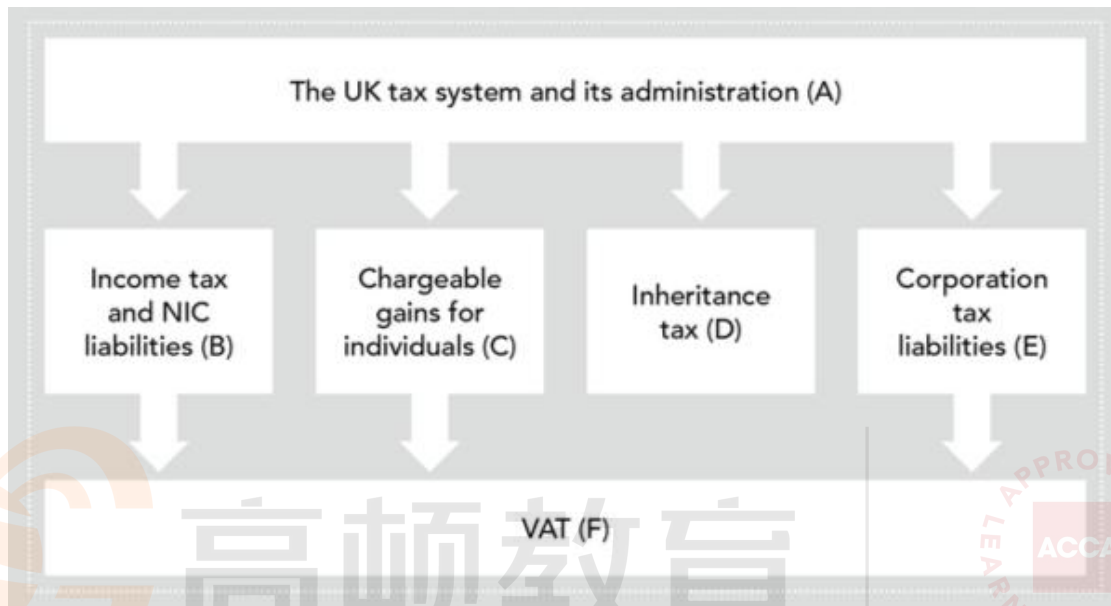 The UK tax system and its administration (A)
Income tax
and NIC
liabilities (B)
Chargeable
gains for
individuals (C)
Inheritance
tax (D)
Corporation
tax
liabilities (E)
VAT (F)
高顿教育
ACCA